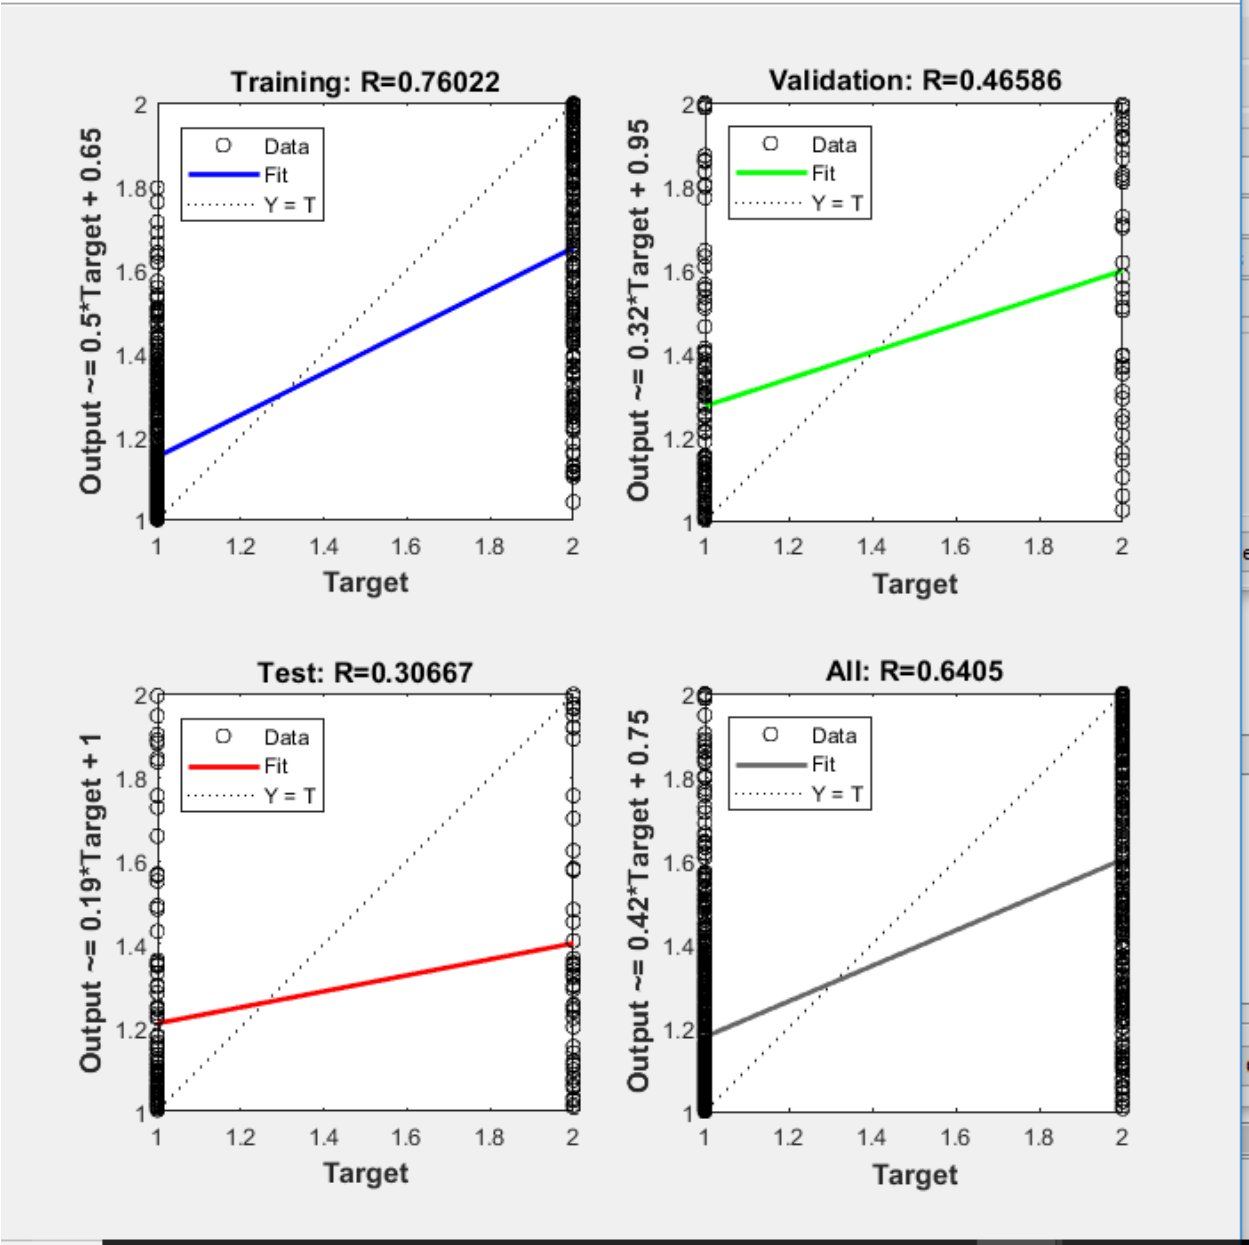 Training: R=0.76022
Output ~= 0.5*Target + 0.65
2
1.8
1.6
1.4
1.2
1
Data
Fit
Y = T
1 1.2 1.4 1.6 1.8 2
Target
Validation: R=0.46586
Output ~= 0.32*Target + 0.95
2
1.8
1.6
1.4
1.2
1
Data
Fit
Y = T
1 1.2 1.4 1.6 1.8 2
Target
Test: R=0.30667
Output ~= 0.19*Target + 1
2
1.8
1.6
1.4
1.2
1
Data
Fit
Y = T
1 1.2 1.4 1.6 1.8 2
Target
All: R=0.6405
Output ~= 0.42*Target + 0.75
2
1.8
1.6
1.4
1.2
1
Data
Fit
Y = T
1 1.2 1.4 1.6 1.8 2
Target